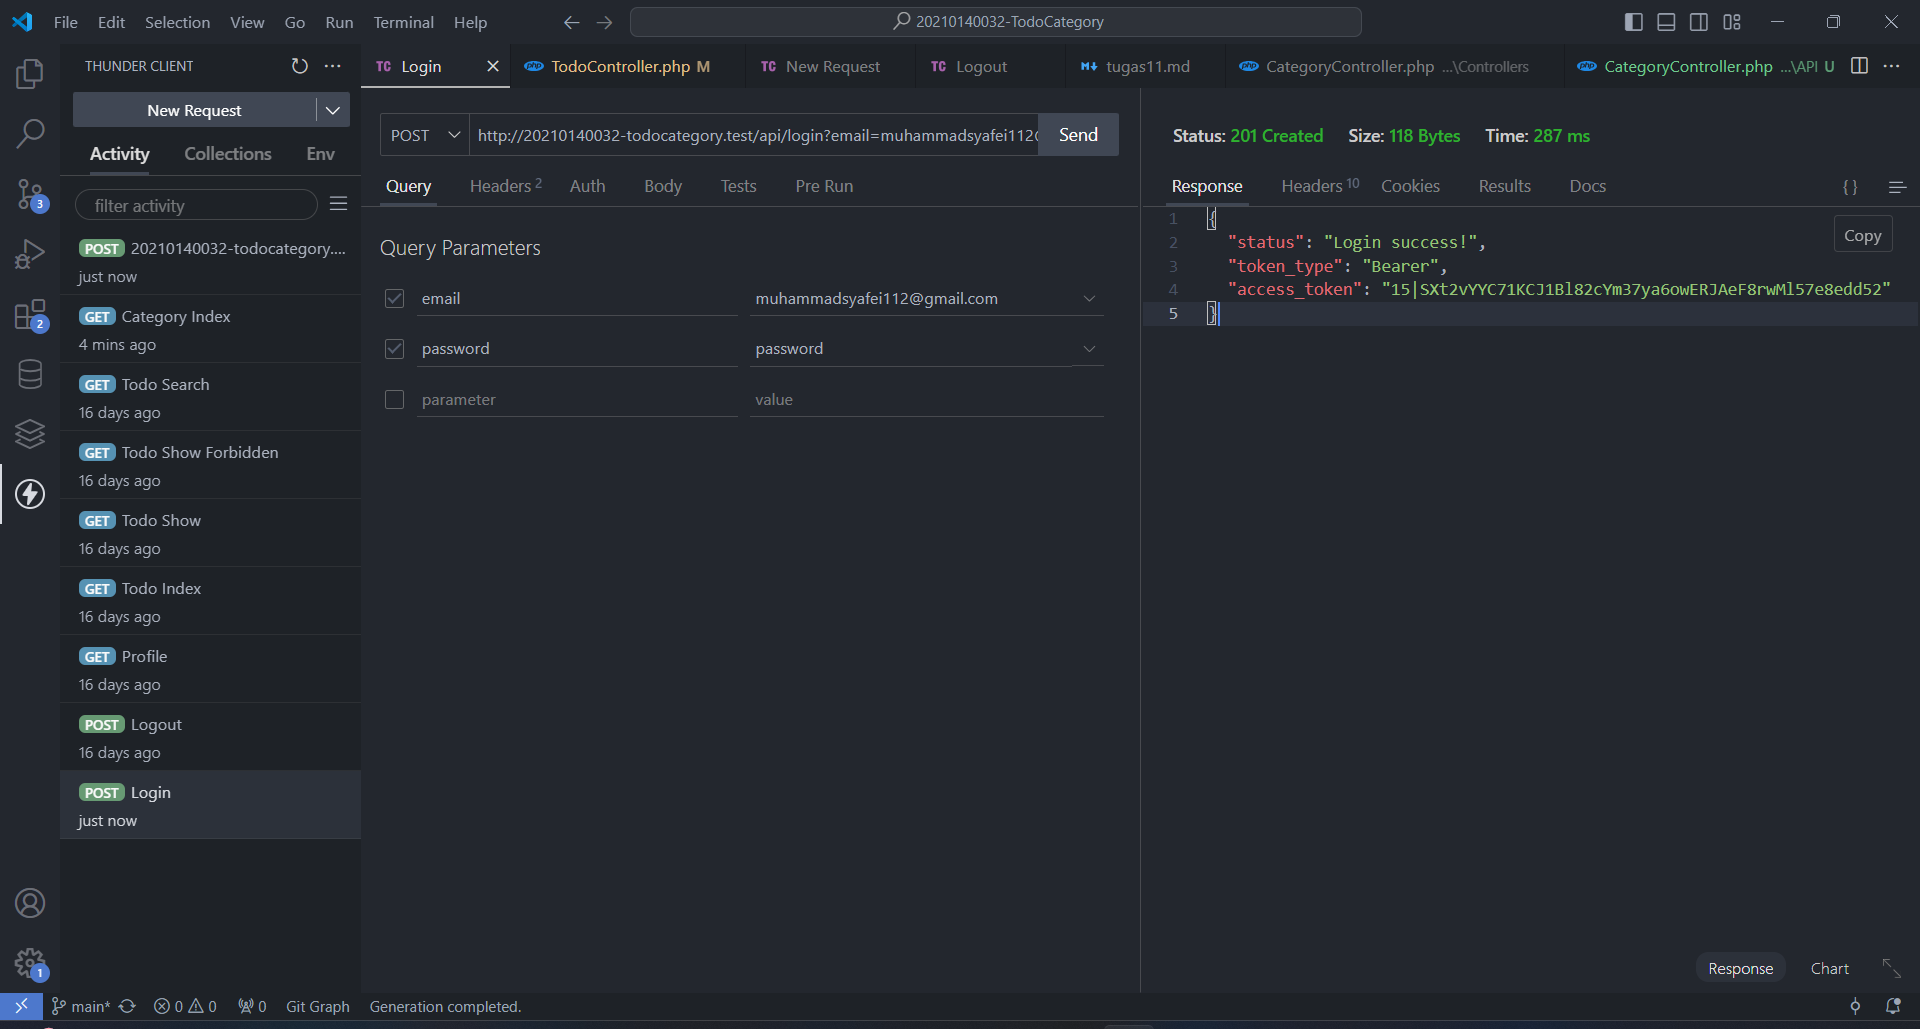 File Edit Selection View Go Run Terminal Help
20210140032-TodoCategory
THUNDER CLIENT
New Request
Activity Collections Env
filter activity
POST 20210140032-todocategory....
just now
GET Category Index
4 mins ago
GET Todo Search
16 days ago
GET Todo Show Forbidden
16 days ago
GET Todo Show
16 days ago
GET Todo Index
16 days ago
GET Profile
16 days ago
POST Logout
16 days ago
POST Login
just now
TC Login
php TodoController.php M
TC New Request
TC Logout
tugas11.md
php CategoryController.php ...\Controllers
php CategoryController.php ...\API U
POST http://20210140032-todocategory.test/api/login?email=muhammadsyafei112 Send
Query Headers 2 Auth Body Tests Pre Run
Query Parameters
email muhammadsyafei112@gmail.com
password password
parameter value
Status: 201 Created Size: 118 Bytes Time: 287 ms
Response Headers 10 Cookies Results Docs { }
Copy
1 {
2 "status": "Login success!",
3 "token_type": "Bearer",
4 "access_token": "15|SXt2vYYC71KCJ1Bl82cYm37ya6owERJAeF8rwMl57e8edd52"
5 }
Response Chart
3
2
1
main* 0 0 0 Git Graph Generation completed.